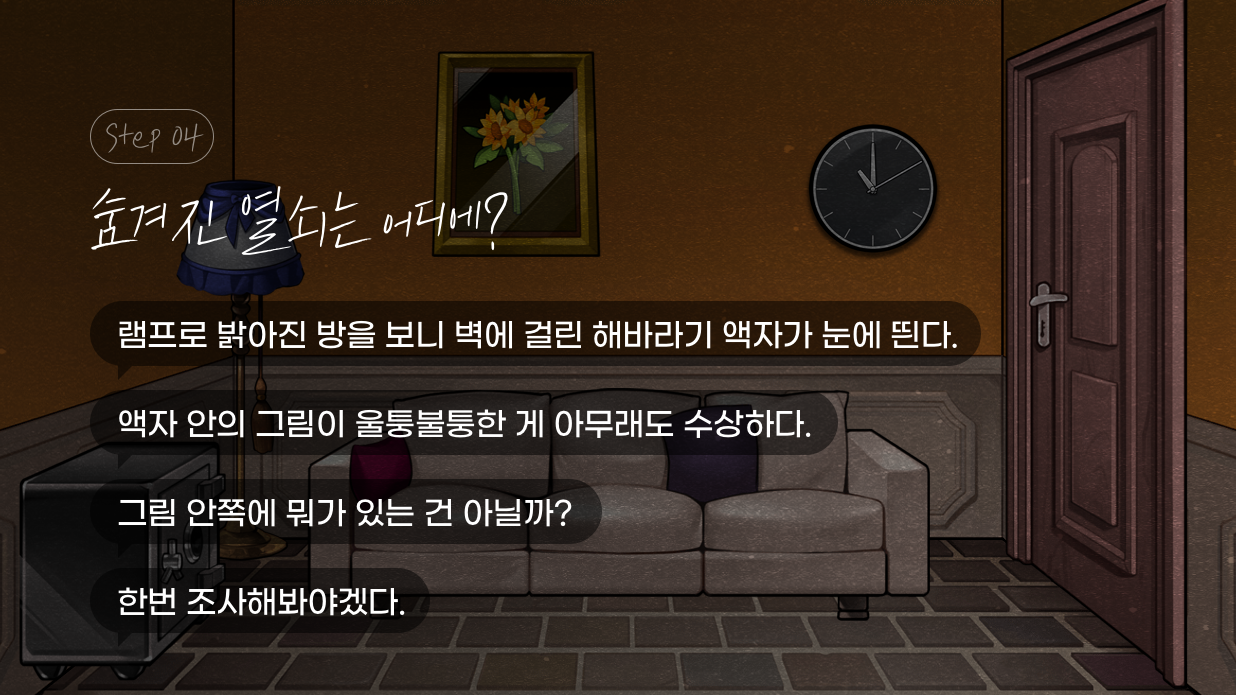 Step 04
숨겨진 열쇠는 어디에?
램프로 밝아진 방을 보니 벽에 걸린 해바라기 액자가 눈에 띈다.
액자 안의 그림이 울퉁불퉁한 게 아무래도 수상하다.
그림 안쪽에 뭐가 있는 건 아닐까?
한번 조사해봐야겠다.